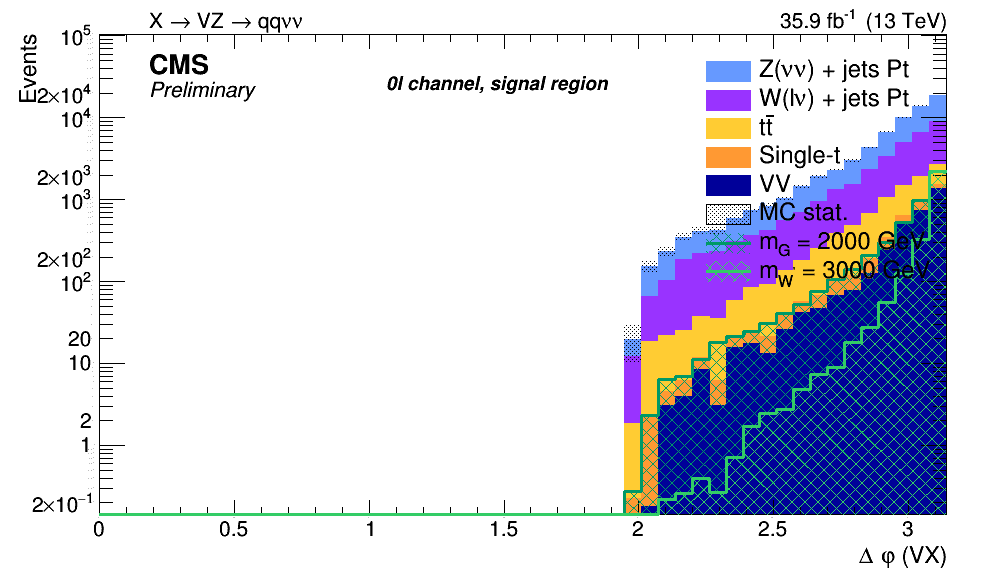 X → VZ → qqνν
35.9 fb⁻¹ (13 TeV)
Events
10⁵
2×10⁴
10⁴
2×10³
10³
2×10²
10²
20
10
2
1
2×10⁻¹
CMS
Preliminary
0l channel, signal region
Z(νν) + jets Pt
W(lν) + jets Pt
tt̄
Single-t
VV
MC stat.
m_G = 2000 GeV
m_W = 3000 GeV
0 0.5 1 1.5 2 2.5 3
Δ φ (VX)